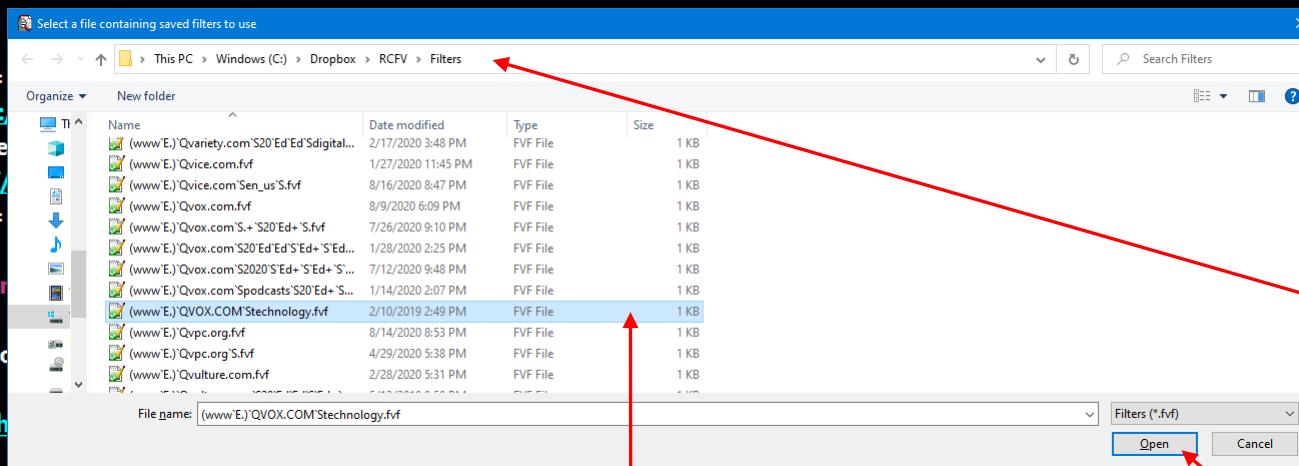 Select a file containing saved filters to use
This PC > Windows (C:) > Dropbox > RCFV > Filters
Search Filters
Organize
New folder
Name Date modified Type Size
(www`E.)`Qvariety.com`S20`Ed`Ed`Sdigital... 2/17/2020 3:48 PM FVF File 1 KB
(www`E.)`Qvice.com.fvf 1/27/2020 11:45 PM FVF File 1 KB
(www`E.)`Qvice.com`Sen_us`S.fvf 8/16/2020 8:47 PM FVF File 1 KB
(www`E.)`Qvox.com.fvf 8/9/2020 6:09 PM FVF File 1 KB
(www`E.)`Qvox.com`S.+`S20`Ed+`S.fvf 7/26/2020 9:10 PM FVF File 1 KB
(www`E.)`Qvox.com`S20`Ed`Ed`S`Ed+`S`Ed... 1/28/2020 2:25 PM FVF File 1 KB
(www`E.)`Qvox.com`S2020`S`Ed+`S`Ed+`S`... 7/12/2020 9:48 PM FVF File 1 KB
(www`E.)`Qvox.com`Spodcasts`S20`Ed+`S... 1/14/2020 2:07 PM FVF File 1 KB
(www`E.)`QVOX.COM`Stechnology.fvf 2/10/2019 2:49 PM FVF File 1 KB
(www`E.)`Qvpc.org.fvf 8/14/2020 8:53 PM FVF File 1 KB
(www`E.)`Qvpc.org`S.fvf 4/29/2020 5:38 PM FVF File 1 KB
(www`E.)`Qvulture.com.fvf 2/28/2020 5:31 PM FVF File 1 KB
File name: (www`E.)`QVOX.COM`Stechnology.fvf
Filters (*.fvf)
Open Cancel